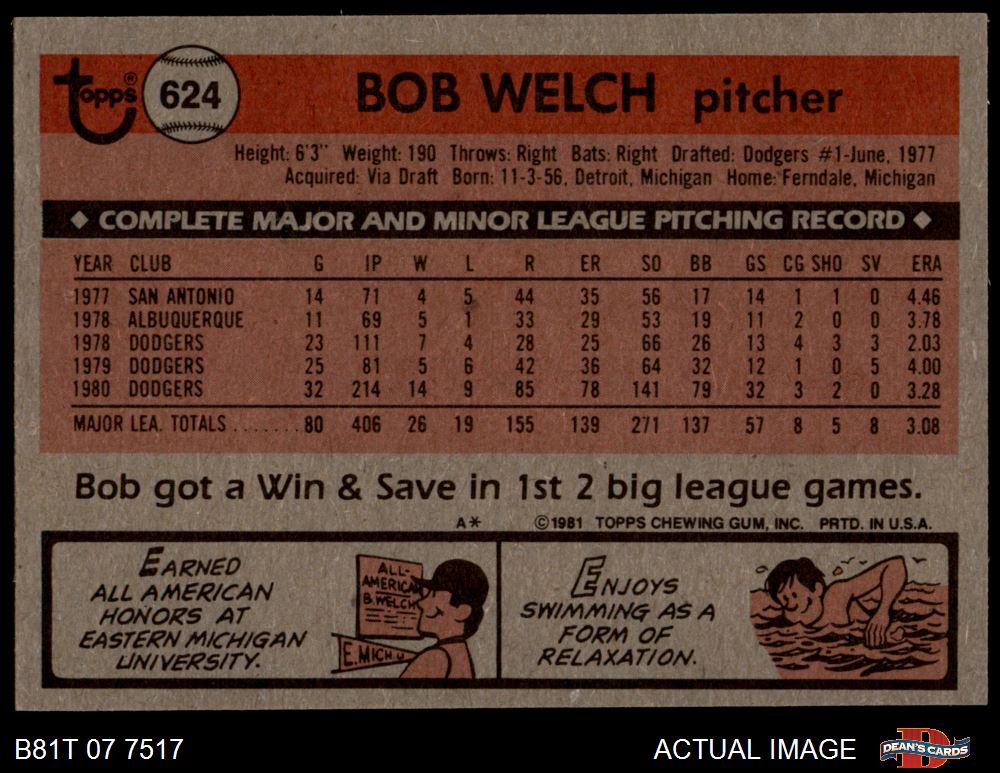 topps® 624 BOB WELCH pitcher
Height: 6'3" Weight: 190 Throws: Right Bats: Right Drafted: Dodgers #1-June, 1977
Acquired: Via Draft Born: 11-3-56, Detroit, Michigan Home: Ferndale, Michigan
◆ COMPLETE MAJOR AND MINOR LEAGUE PITCHING RECORD ◆
YEAR CLUB G IP W L R ER SO BB GS CG SHO SV ERA
1977 SAN ANTONIO 14 71 4 5 44 35 56 17 14 1 1 0 4.46
1978 ALBUQUERQUE 11 69 5 1 33 29 53 19 11 2 0 0 3.78
1978 DODGERS 23 111 7 4 28 25 66 26 13 4 3 3 2.03
1979 DODGERS 25 81 5 6 42 36 64 32 12 1 0 5 4.00
1980 DODGERS 32 214 14 9 85 78 141 79 32 3 2 0 3.28
MAJOR LEA. TOTALS ....... 80 406 26 19 155 139 271 137 57 8 5 8 3.08
Bob got a Win & Save in 1st 2 big league games.
A* ©1981 TOPPS CHEWING GUM, INC. PRTD. IN U.S.A.
EARNED
ALL AMERICAN
HONORS AT
EASTERN MICHIGAN
UNIVERSITY.
ALL-
AMERICAN
B. WELCH
E. MICH. U
ENJOYS
SWIMMING AS A
FORM OF
RELAXATION.
B81T 07 7517 ACTUAL IMAGE DEAN'S CARDS